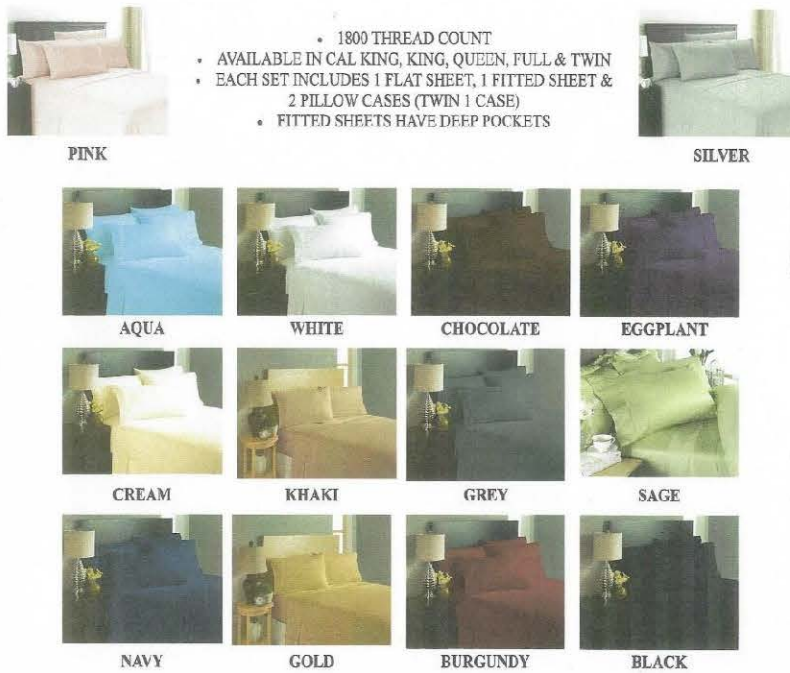 • 1800 THREAD COUNT
• AVAILABLE IN CAL KING, KING, QUEEN, FULL & TWIN
• EACH SET INCLUDES 1 FLAT SHEET, 1 FITTED SHEET &
2 PILLOW CASES (TWIN 1 CASE)
• FITTED SHEETS HAVE DEEP POCKETS
PINK
SILVER
AQUA
WHITE
CHOCOLATE
EGGPLANT
CREAM
KHAKI
GREY
SAGE
NAVY
GOLD
BURGUNDY
BLACK